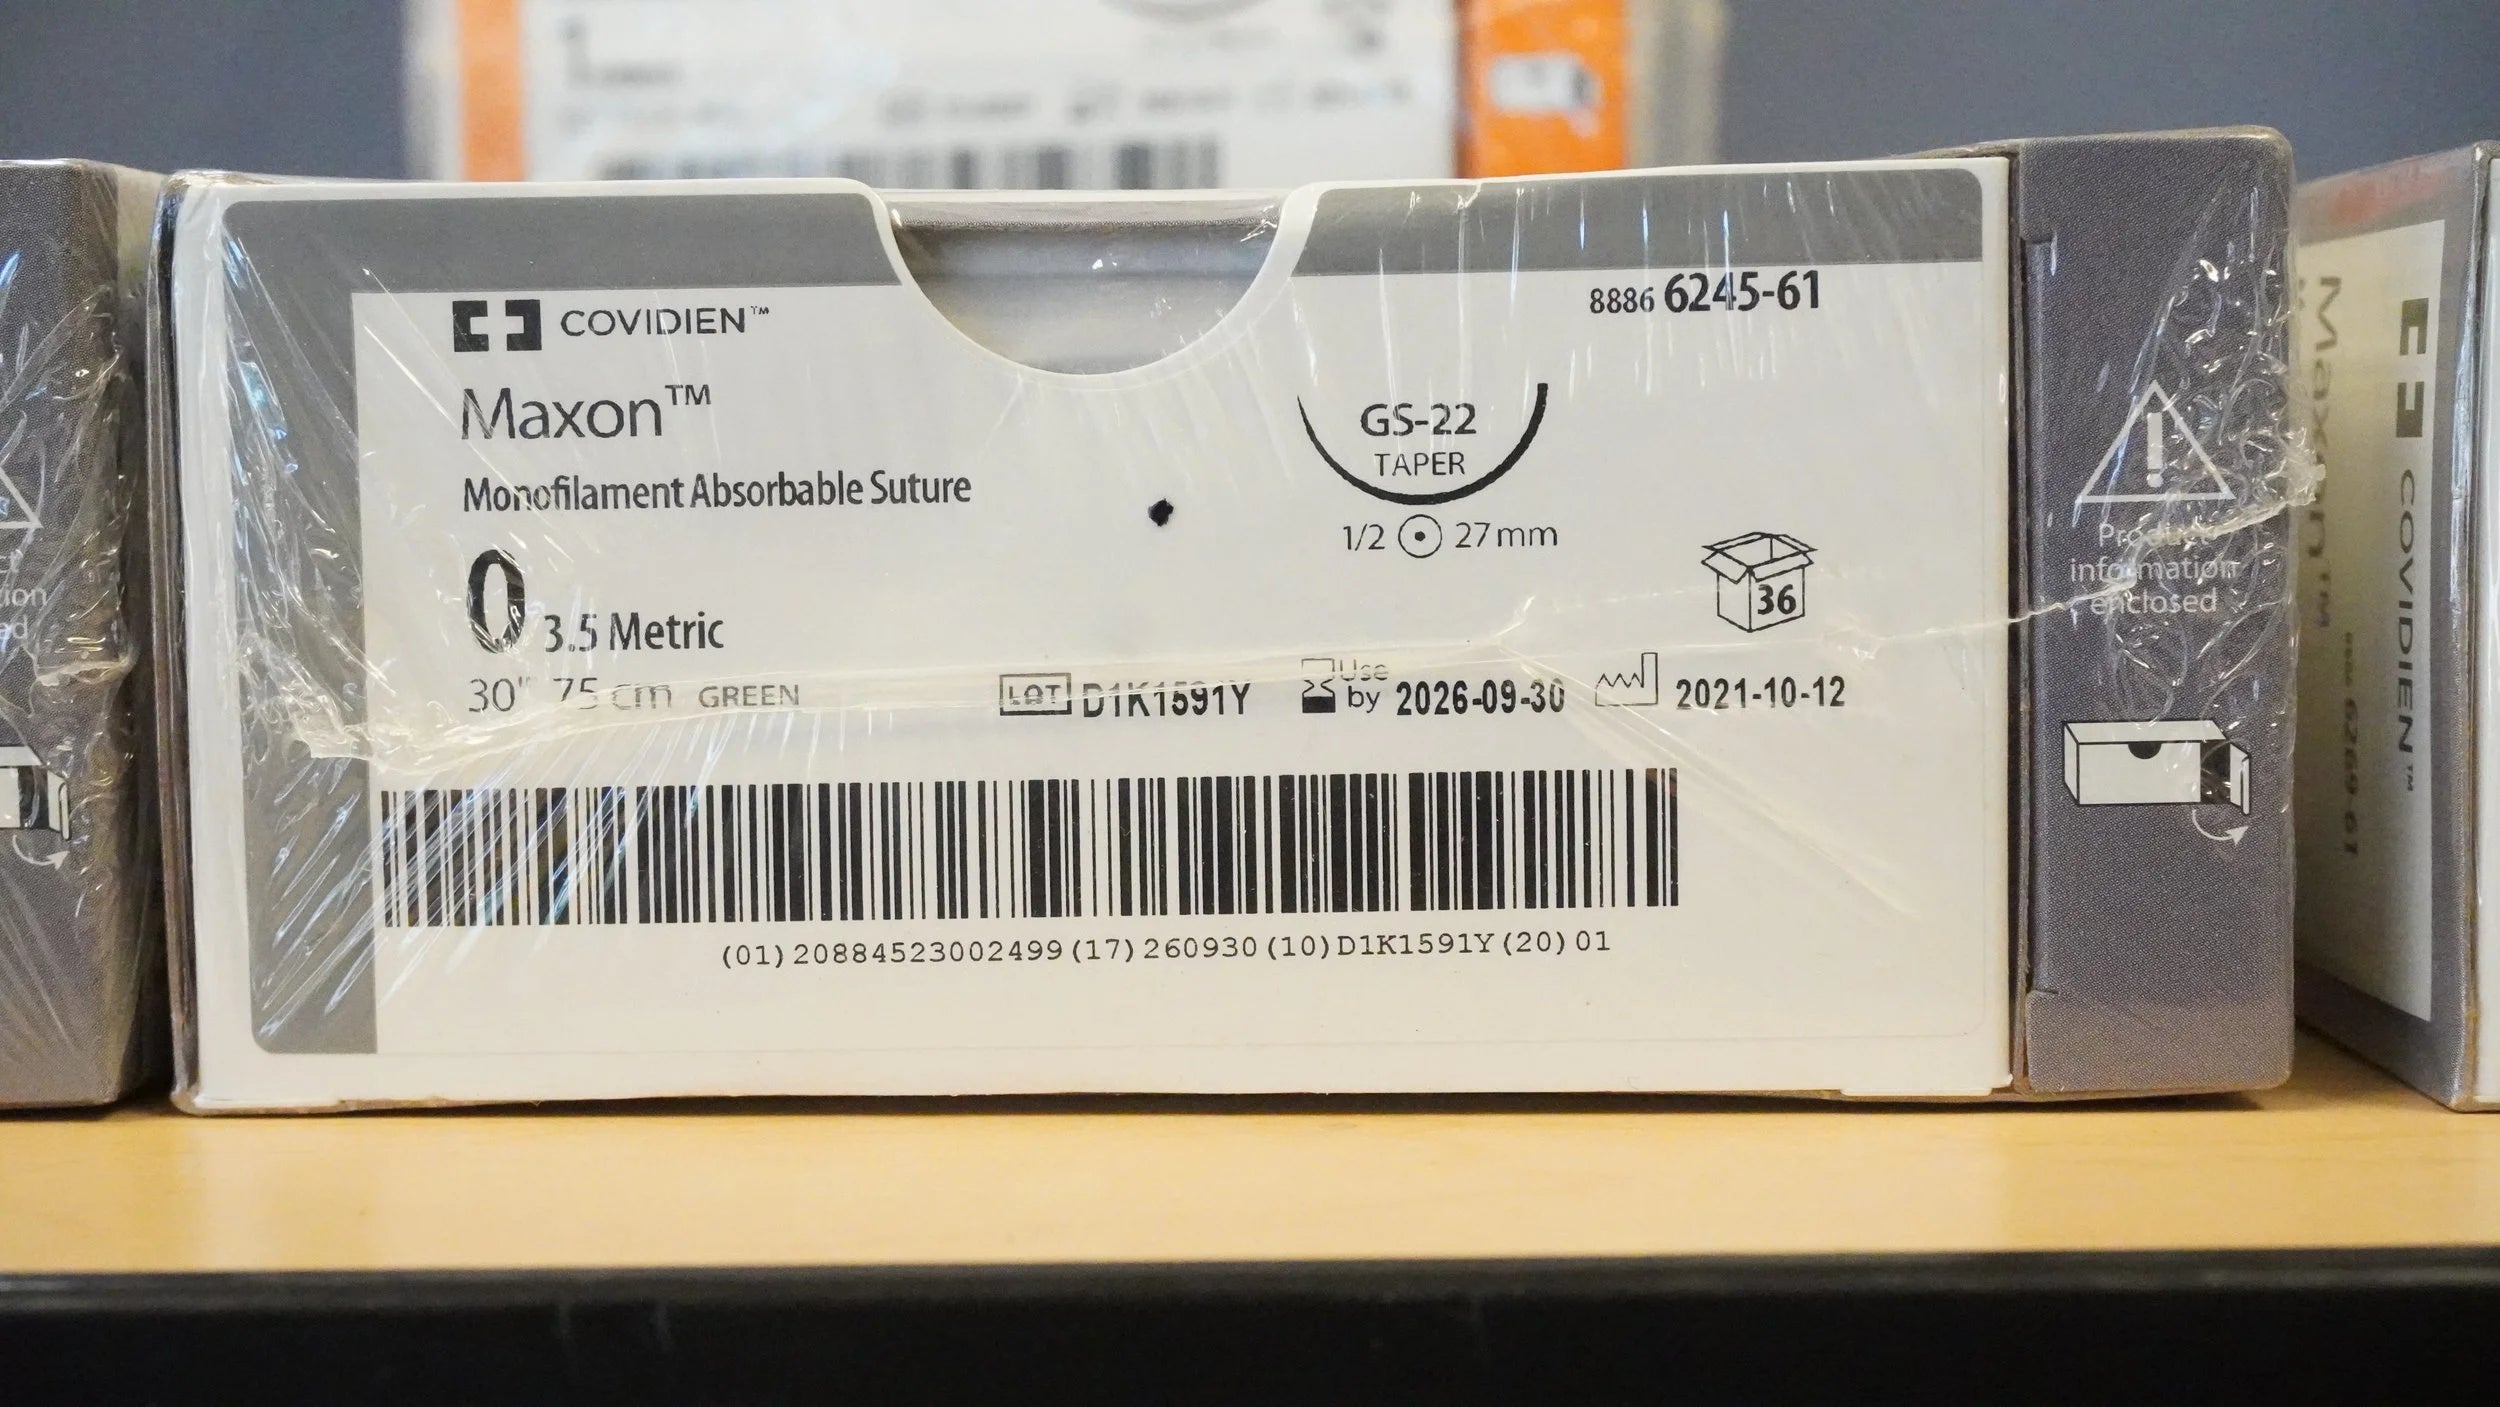 COVIDIEN™
8886 6245-61
Maxon™
Monofilament Absorbable Suture
GS-22
TAPER
1/2 27mm
0 3.5 Metric
36
30" 75 cm GREEN
LOT D1K1591Y
Use by 2026-09-30
2021-10-12
(01)20884523002499(17)260930(10)D1K1591Y(20)01
Product
information
enclosed
Maxon™
COVIDIEN™